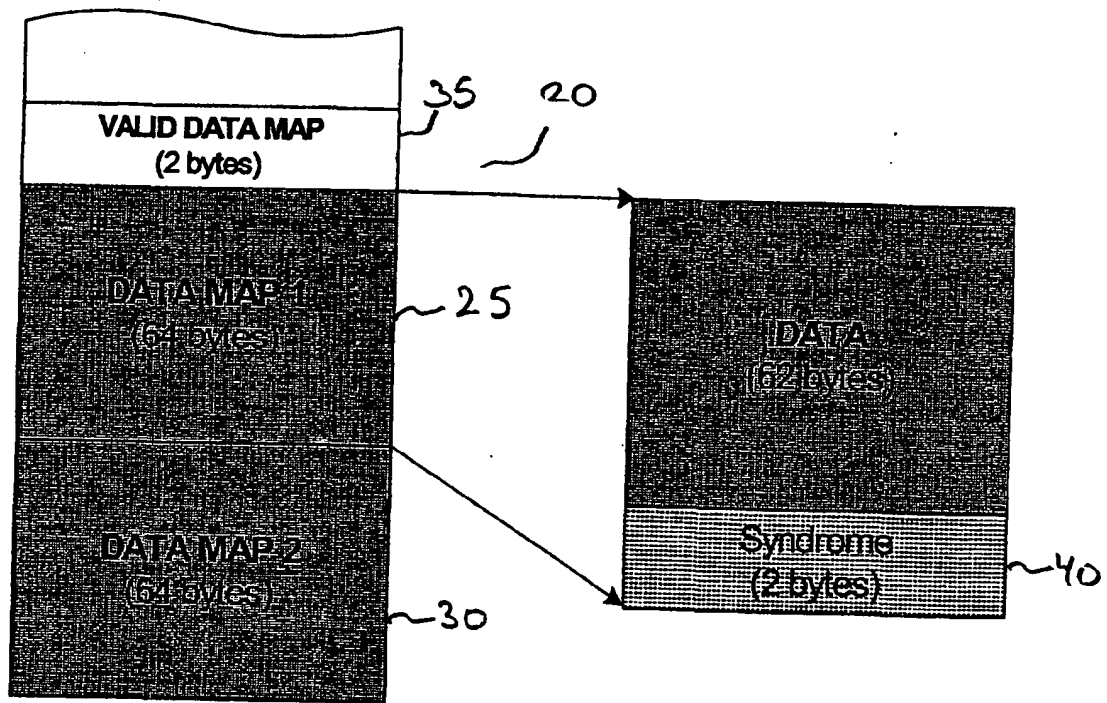 35
20
VALID DATA MAP
(2 bytes)
DATA MAP 1
(64 bytes)
25
DATA
(62 bytes)
DATA MAP 2
(64 bytes)
30
Syndrome
(2 bytes)
40